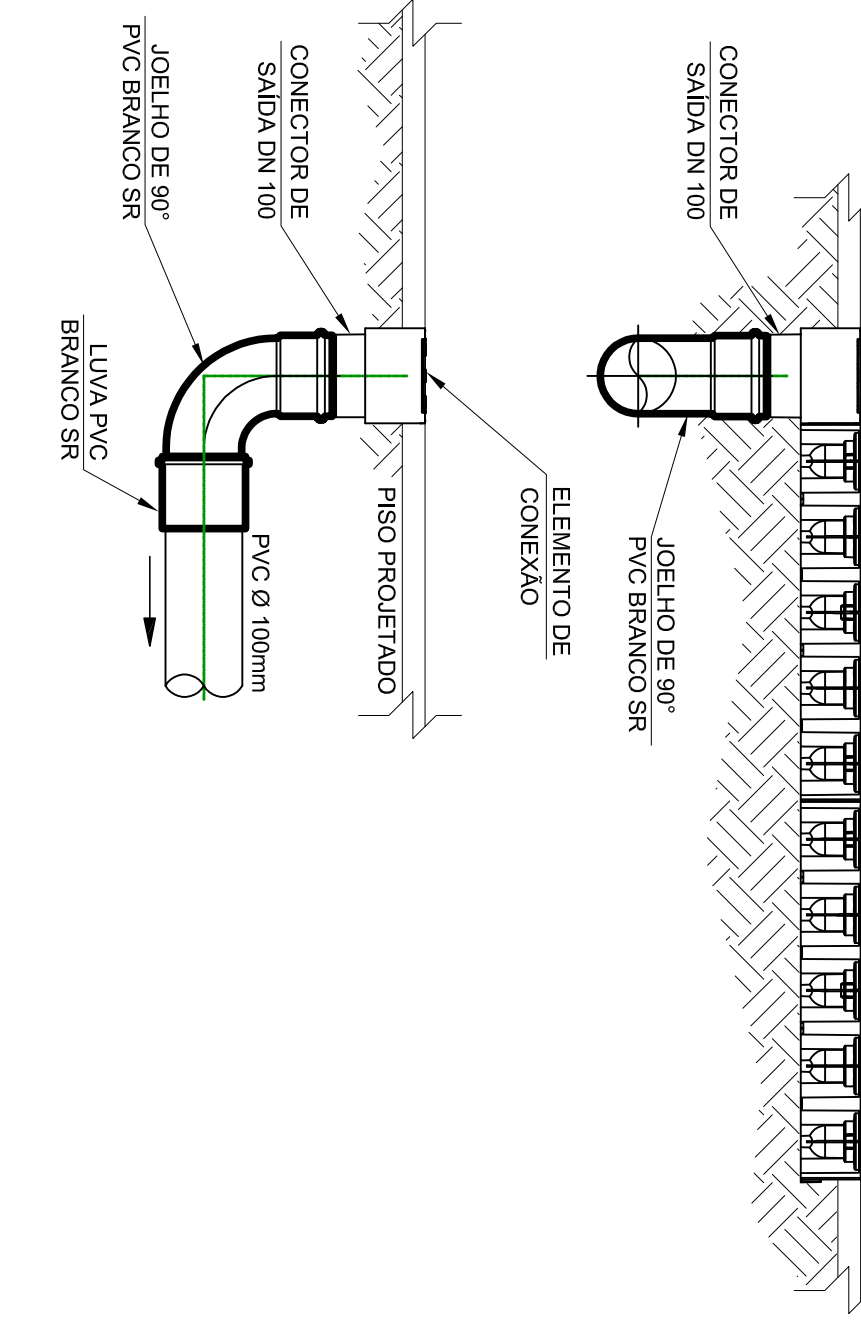 CONECTOR DE
SAÍDA DN 100
JOELHO DE 90°
PVC BRANCO SR
ELEMENTO DE
CONEXÃO
PISO PROJETADO
CONECTOR DE
SAÍDA DN 100
PVC Ø 100mm
JOELHO DE 90°
PVC BRANCO SR
LUVA PVC
BRANCO SR